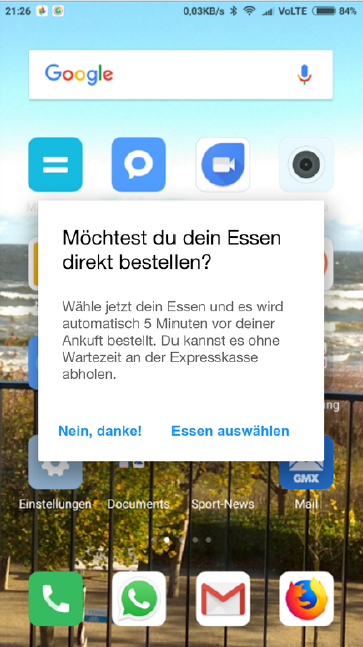 21:26 0,03KB/s VoLTE 84%
Google
Möchtest du dein Essen
direkt bestellen?
Wähle jetzt dein Essen und es wird
automatisch 5 Minuten vor deiner
Ankuft bestellt. Du kannst es ohne
Wartezeit an der Expresskasse
abholen.
Nein, danke! Essen auswählen
GMX
Einstellungen Documents Sport-News Mail